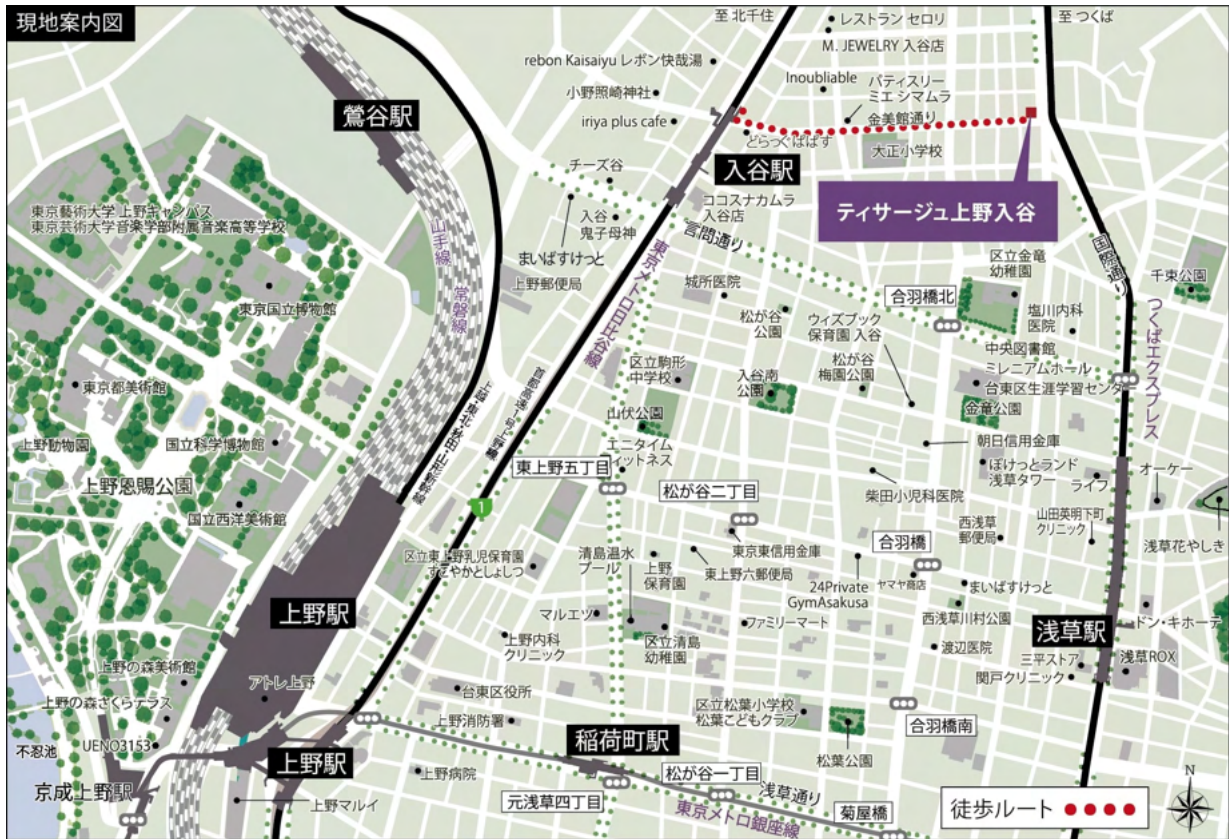 現地案内図
至 北千住
レストラン セロリ
至 つくば
M. JEWELRY 入谷店
rebon Kaisaiyu レボン快哉湯
Inoubliable
パティスリー
ミエ シマムラ
小野照崎神社
金美館通り
鶯谷駅
iriya plus cafe
どらっぐぱぱす
大正小学校
入谷駅
チーズ谷
ココスナカムラ
入谷店
ティサージュ上野入谷
東京藝術大学 上野キャンパス
東京芸術大学音楽学部附属音楽高等学校
入谷
鬼子母神
言問通り
山手線
常磐線
まいばすけっと
上野郵便局
東京メトロ日比谷線
城所医院
区立金竜
幼稚園
国際通り
千束公園
合羽橋北
東京国立博物館
松が谷
公園
ウィズブック
保育園 入谷
塩川内科
医院
つくばエクスプレス
中央図書館
ミレニアムホール
台東区生涯学習センター
東京都美術館
区立駒形
中学校
松が谷
梅園公園
入谷南
公園
首都高速1号上野線
上越・東北・秋田・山形新幹線
山伏公園
金竜公園
上野動物園
国立科学博物館
エニタイム
フィットネス
朝日信用金庫
東上野五丁目
ぽけっとランド
浅草タワー
オーケー
上野恩賜公園
松が谷二丁目
柴田小児科医院
ライフ
1
国立西洋美術館
山田英明下町
クリニック
西浅草
郵便局
浅草花やしき
区立東上野乳児保育園
すこやかとしょしつ
清島温水
プール
上野
保育園
東京東信用金庫
合羽橋
東上野六郵便局
ヤマヤ商店
24Private
GymAsakusa
まいばすけっと
上野駅
マルエツ
ファミリーマート
西浅草川村公園
浅草駅
ドン・キホーテ
上野内科
クリニック
区立清島
幼稚園
渡辺医院
三平ストア
浅草ROX
上野の森美術館
関戸クリニック
アトレ上野
台東区役所
上野の森さくらテラス
上野消防署
区立松葉小学校
松葉こどもクラブ
合羽橋南
不忍池
UENO3153
稲荷町駅
松葉公園
上野駅
京成上野駅
上野病院
松が谷一丁目
浅草通り
N
上野マルイ
元浅草四丁目
東京メトロ銀座線
菊屋橋
徒歩ルート